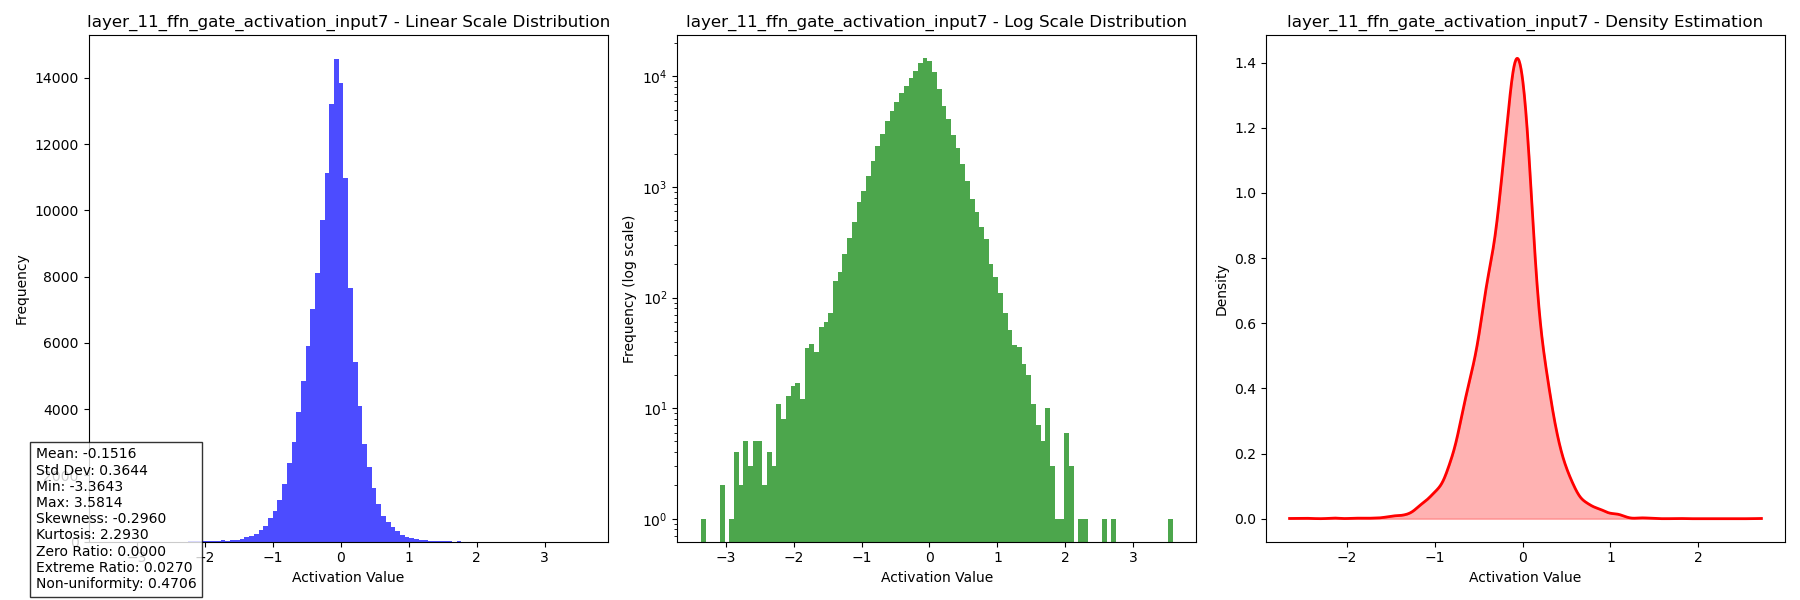 layer_11_ffn_gate_activation_input7 - Linear Scale Distribution
14000
12000
10000
8000
6000
4000
Frequency
−2
−1
0
1
2
3
Activation Value
Mean: -0.1516
Std Dev: 0.3644
Min: -3.3643
Max: 3.5814
Skewness: -0.2960
Kurtosis: 2.2930
Zero Ratio: 0.0000
Extreme Ratio: 0.0270
Non-uniformity: 0.4706
layer_11_ffn_gate_activation_input7 - Log Scale Distribution
10⁴
10³
10²
10¹
10⁰
Frequency (log scale)
−3
−2
−1
0
1
2
3
Activation Value
layer_11_ffn_gate_activation_input7 - Density Estimation
1.4
1.2
1.0
0.8
0.6
0.4
0.2
0.0
Density
−2
−1
0
1
2
Activation Value